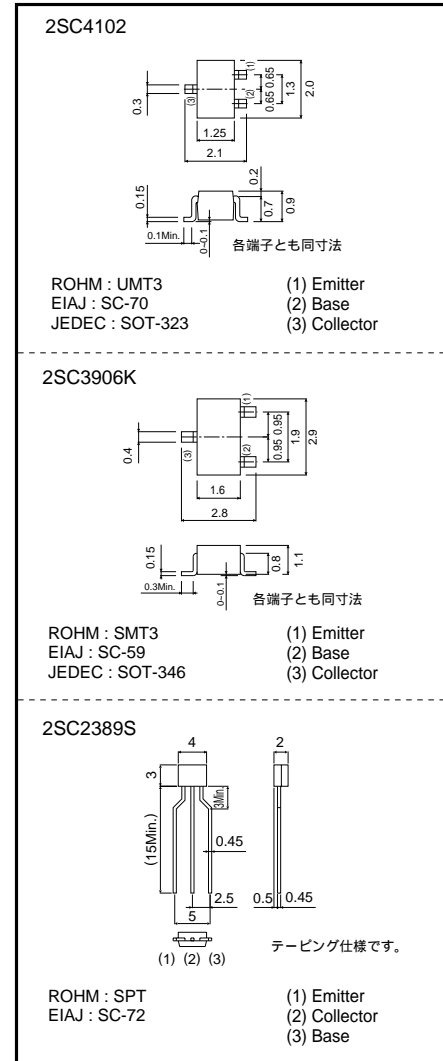 2SC4102
(1)
(2)
(3)
0.65
0.65
1.3
2.0
0.3
1.25
2.1
0.2
0.15
0.7
0.9
0.1Min.
0~0.1
各端子とも同寸法
ROHM : UMT3
EIAJ : SC-70
JEDEC : SOT-323
(1) Emitter
(2) Base
(3) Collector
2SC3906K
(1)
(2)
(3)
0.95
0.95
1.9
2.9
0.4
1.6
2.8
0.15
0.8
1.1
0.3Min.
0~0.1
各端子とも同寸法
ROHM : SMT3
EIAJ : SC-59
JEDEC : SOT-346
(1) Emitter
(2) Base
(3) Collector
2SC2389S
4
2
3
3Min.
(15Min.)
0.45
2.5
5
0.5
0.45
(1) (2) (3)
テーピング仕様です。
ROHM : SPT
EIAJ : SC-72
(1) Emitter
(2) Collector
(3) Base